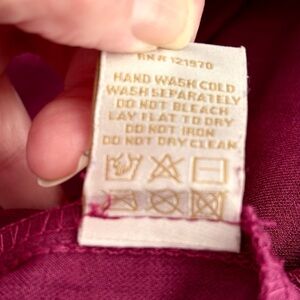 RN# 121970
HAND WASH COLD
WASH SEPARATELY
DO NOT BLEACH
LAY FLAT TO DRY
DO NOT IRON
DO NOT DRY CLEAN